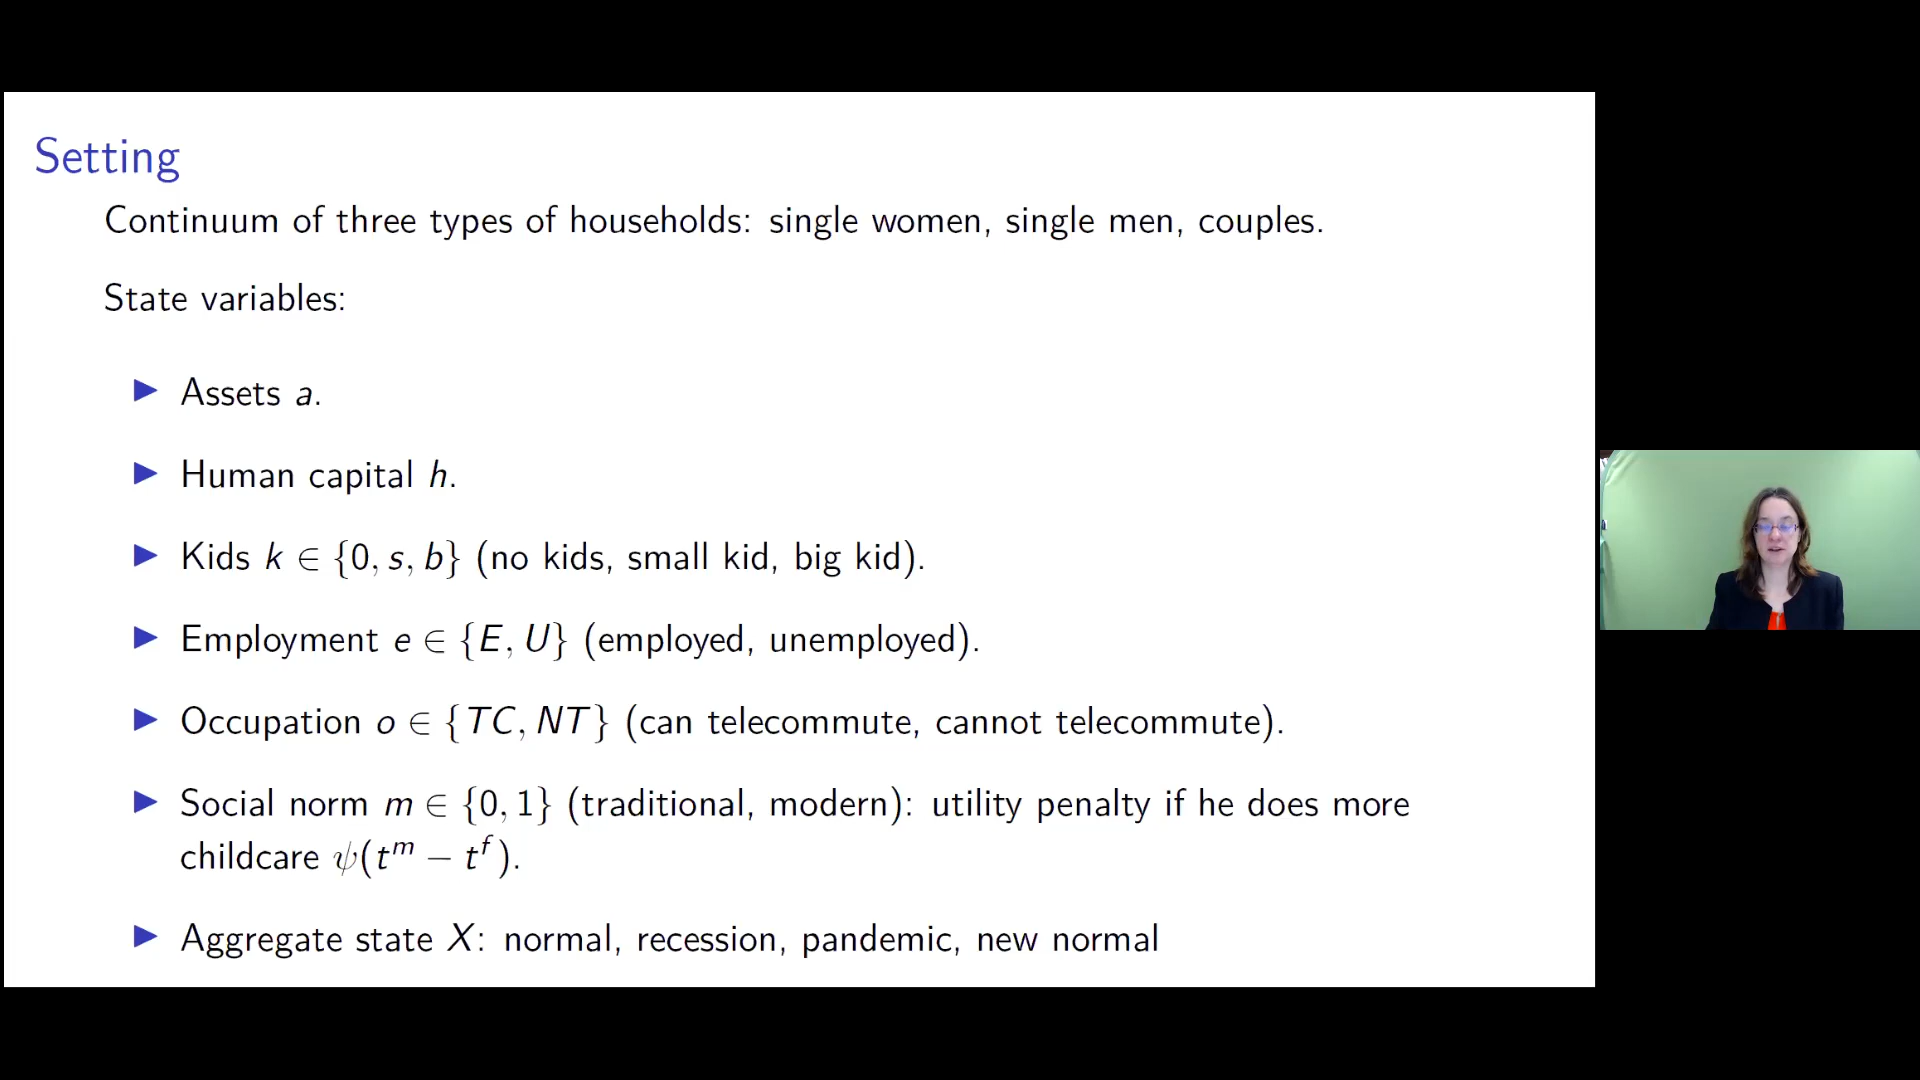 Setting
Continuum of three types of households: single women, single men, couples.
State variables:
▶ Assets a.
▶ Human capital h.
▶ Kids k ∈ {0, s, b} (no kids, small kid, big kid).
▶ Employment e ∈ {E, U} (employed, unemployed).
▶ Occupation o ∈ {TC, NT} (can telecommute, cannot telecommute).
▶ Social norm m ∈ {0, 1} (traditional, modern): utility penalty if he does more
childcare ψ(t^m − t^f).
▶ Aggregate state X: normal, recession, pandemic, new normal